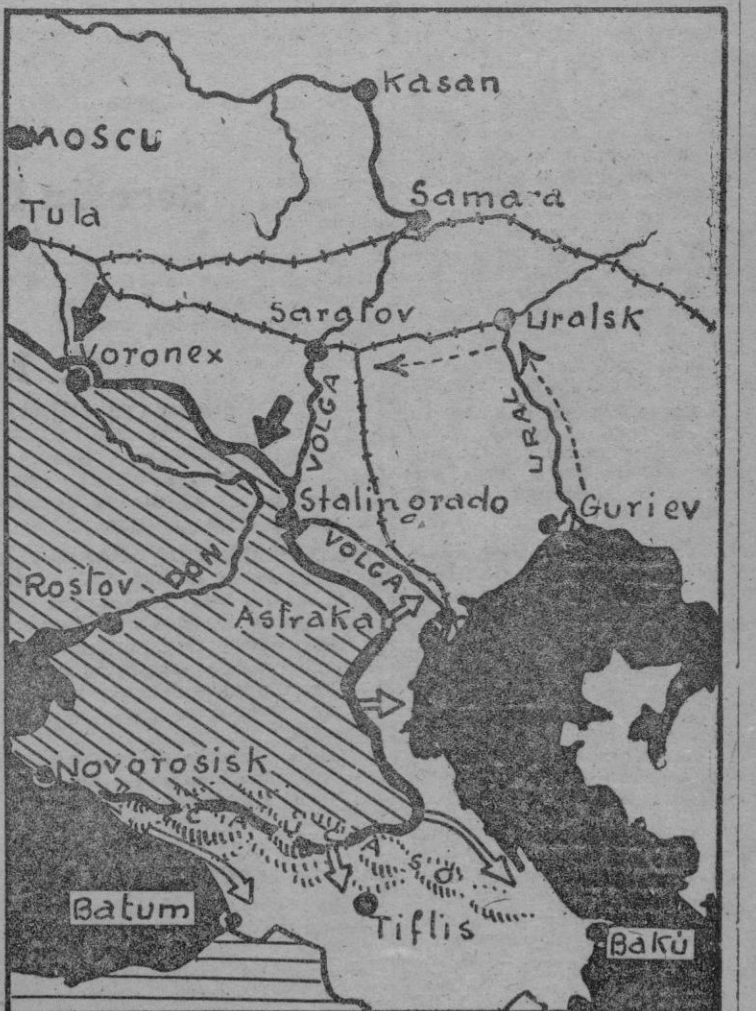 Kasan
MOSCU
Samara
Tula
Saratov
Uralsk
Voronex
VOLGA
URAL
Stalingrado
Guriev
VOLGA
DON
Rostov
Astraka
Novorosisk
CAUCASO
Batum
Tiflis
Bakú